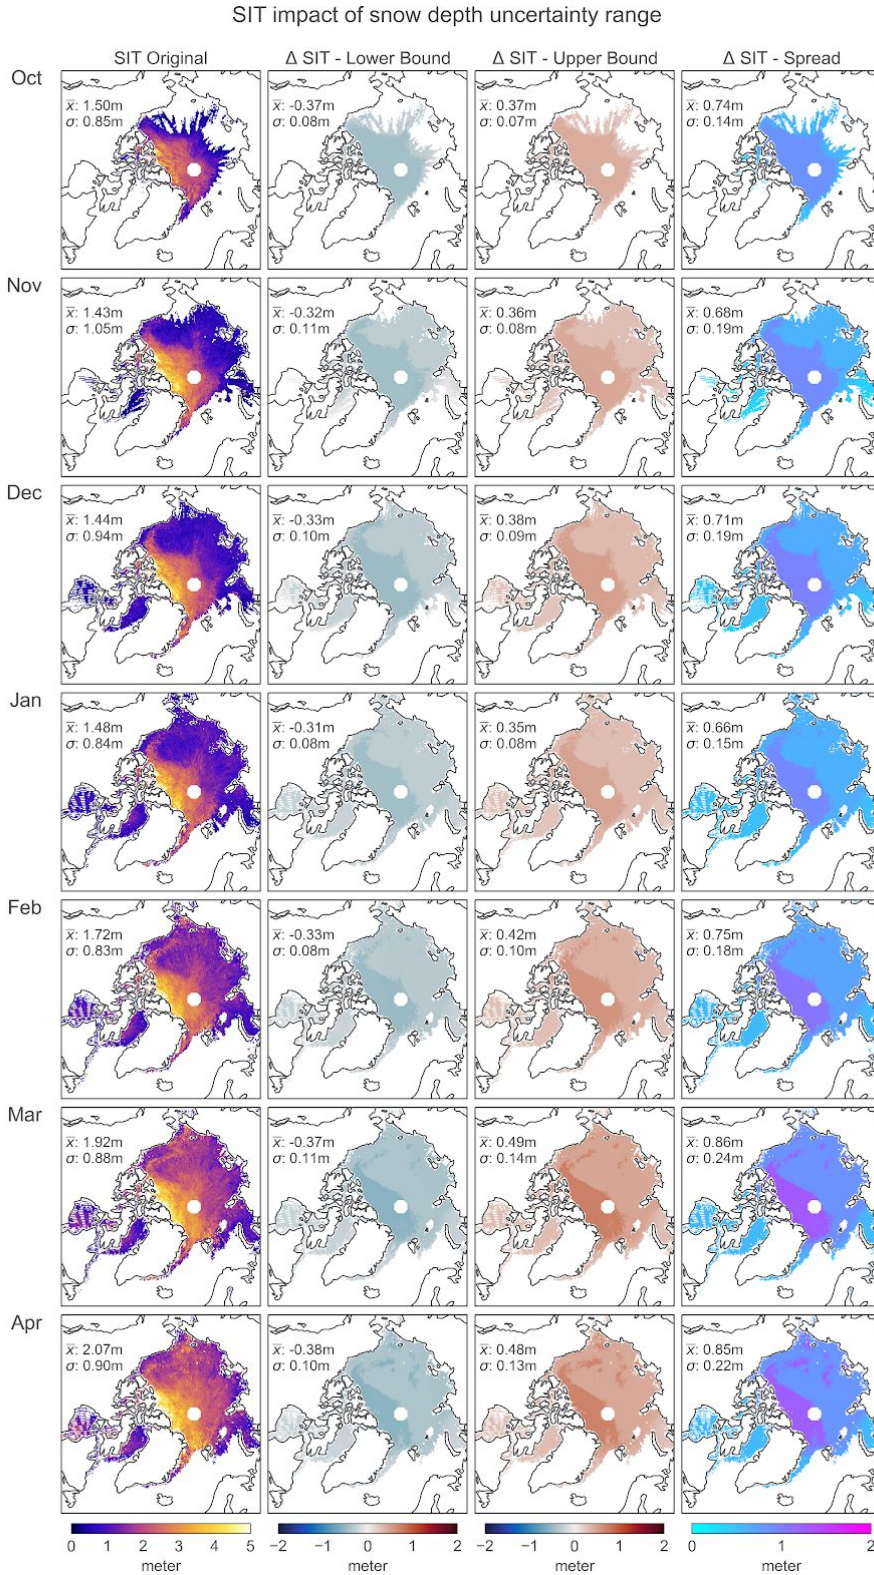 SIT impact of snow depth uncertainty range
SIT Original
Δ SIT - Lower Bound
Δ SIT - Upper Bound
Δ SIT - Spread
Oct
x̅: 1.50m
σ: 0.85m
x̅: -0.37m
σ: 0.08m
x̅: 0.37m
σ: 0.07m
x̅: 0.74m
σ: 0.14m
Nov
x̅: 1.43m
σ: 1.05m
x̅: -0.32m
σ: 0.11m
x̅: 0.36m
σ: 0.08m
x̅: 0.68m
σ: 0.19m
Dec
x̅: 1.44m
σ: 0.94m
x̅: -0.33m
σ: 0.10m
x̅: 0.38m
σ: 0.09m
x̅: 0.71m
σ: 0.19m
Jan
x̅: 1.48m
σ: 0.84m
x̅: -0.31m
σ: 0.08m
x̅: 0.35m
σ: 0.08m
x̅: 0.66m
σ: 0.15m
Feb
x̅: 1.72m
σ: 0.83m
x̅: -0.33m
σ: 0.08m
x̅: 0.42m
σ: 0.10m
x̅: 0.75m
σ: 0.18m
Mar
x̅: 1.92m
σ: 0.88m
x̅: -0.37m
σ: 0.11m
x̅: 0.49m
σ: 0.14m
x̅: 0.86m
σ: 0.24m
Apr
x̅: 2.07m
σ: 0.90m
x̅: -0.38m
σ: 0.10m
x̅: 0.48m
σ: 0.13m
x̅: 0.85m
σ: 0.22m
0 1 2 3 4 5
meter
−2 −1 0 1 2
meter
−2 −1 0 1 2
meter
0 1 2
meter